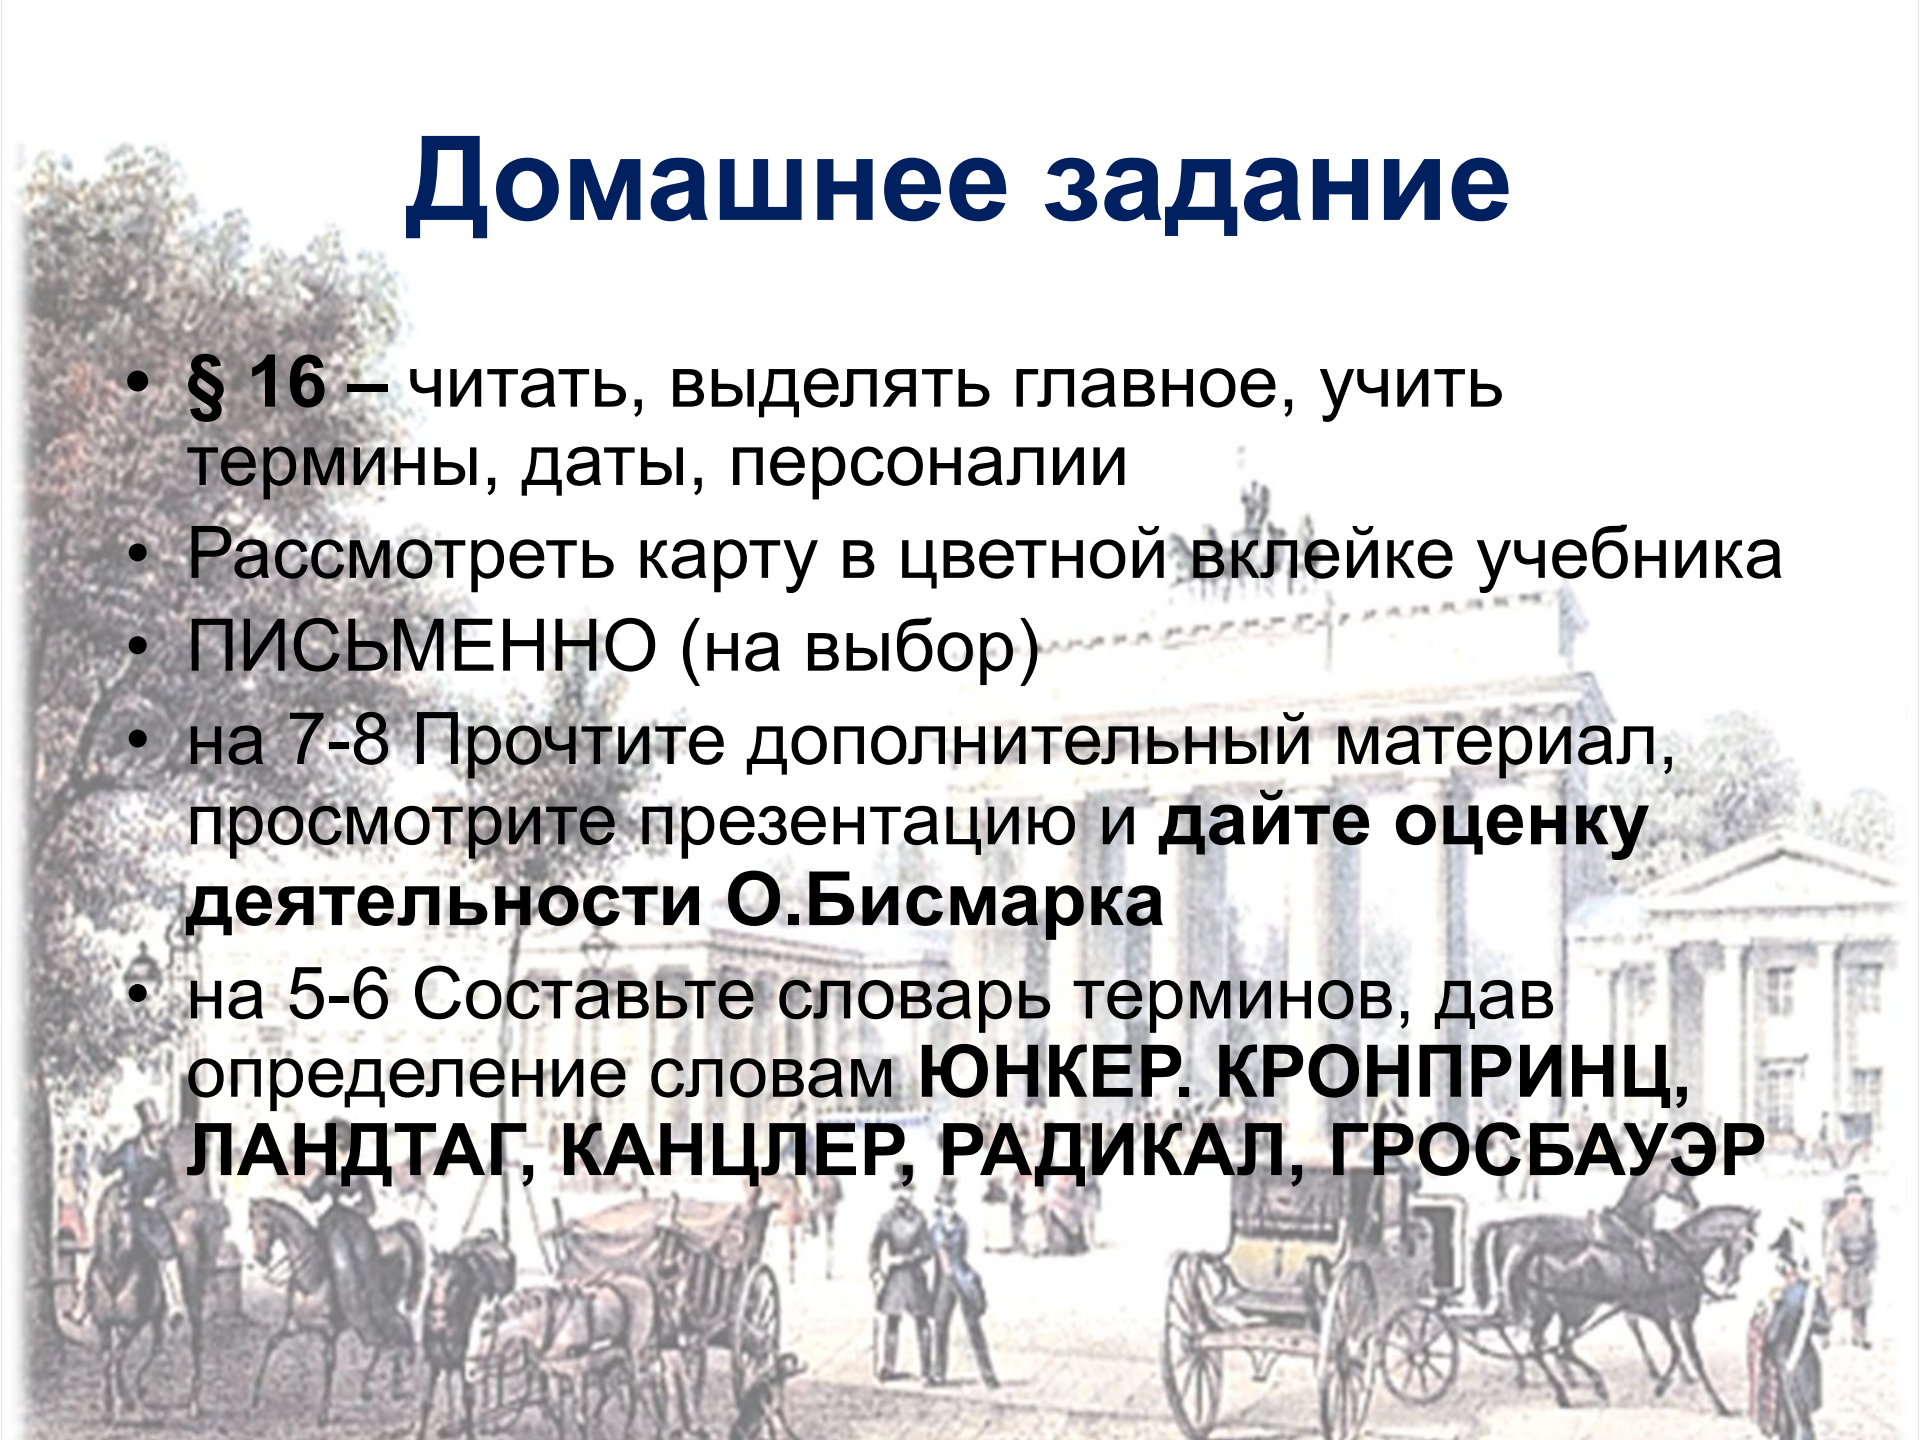 Домашнее задание
• § 16 – читать, выделять главное, учить
термины, даты, персоналии
• Рассмотреть карту в цветной вклейке учебника
• ПИСЬМЕННО (на выбор)
• на 7-8 Прочтите дополнительный материал,
просмотрите презентацию и дайте оценку
деятельности О.Бисмарка
• на 5-6 Составьте словарь терминов, дав
определение словам ЮНКЕР. КРОНПРИНЦ,
ЛАНДТАГ, КАНЦЛЕР, РАДИКАЛ, ГРОСБАУЭР